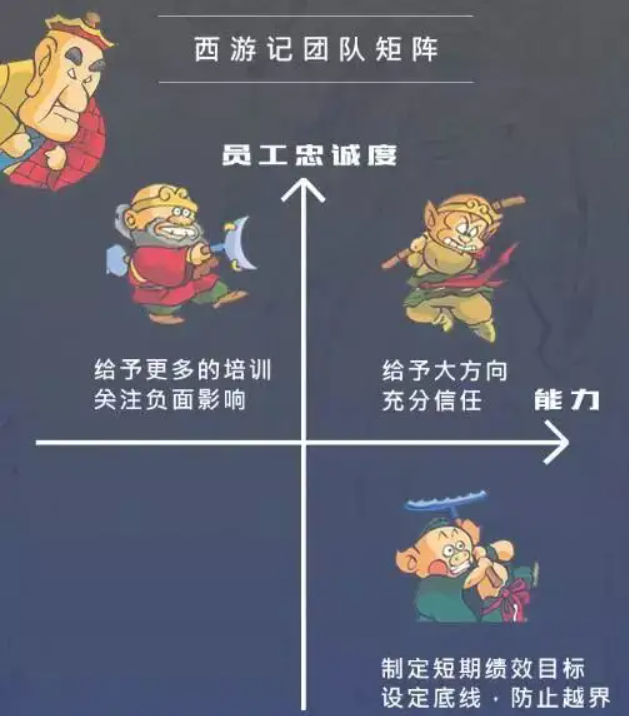 西游记团队矩阵
员工忠诚度
给予更多的培训
关注负面影响
给予大方向
充分信任
能力
制定短期绩效目标
设定底线·防止越界